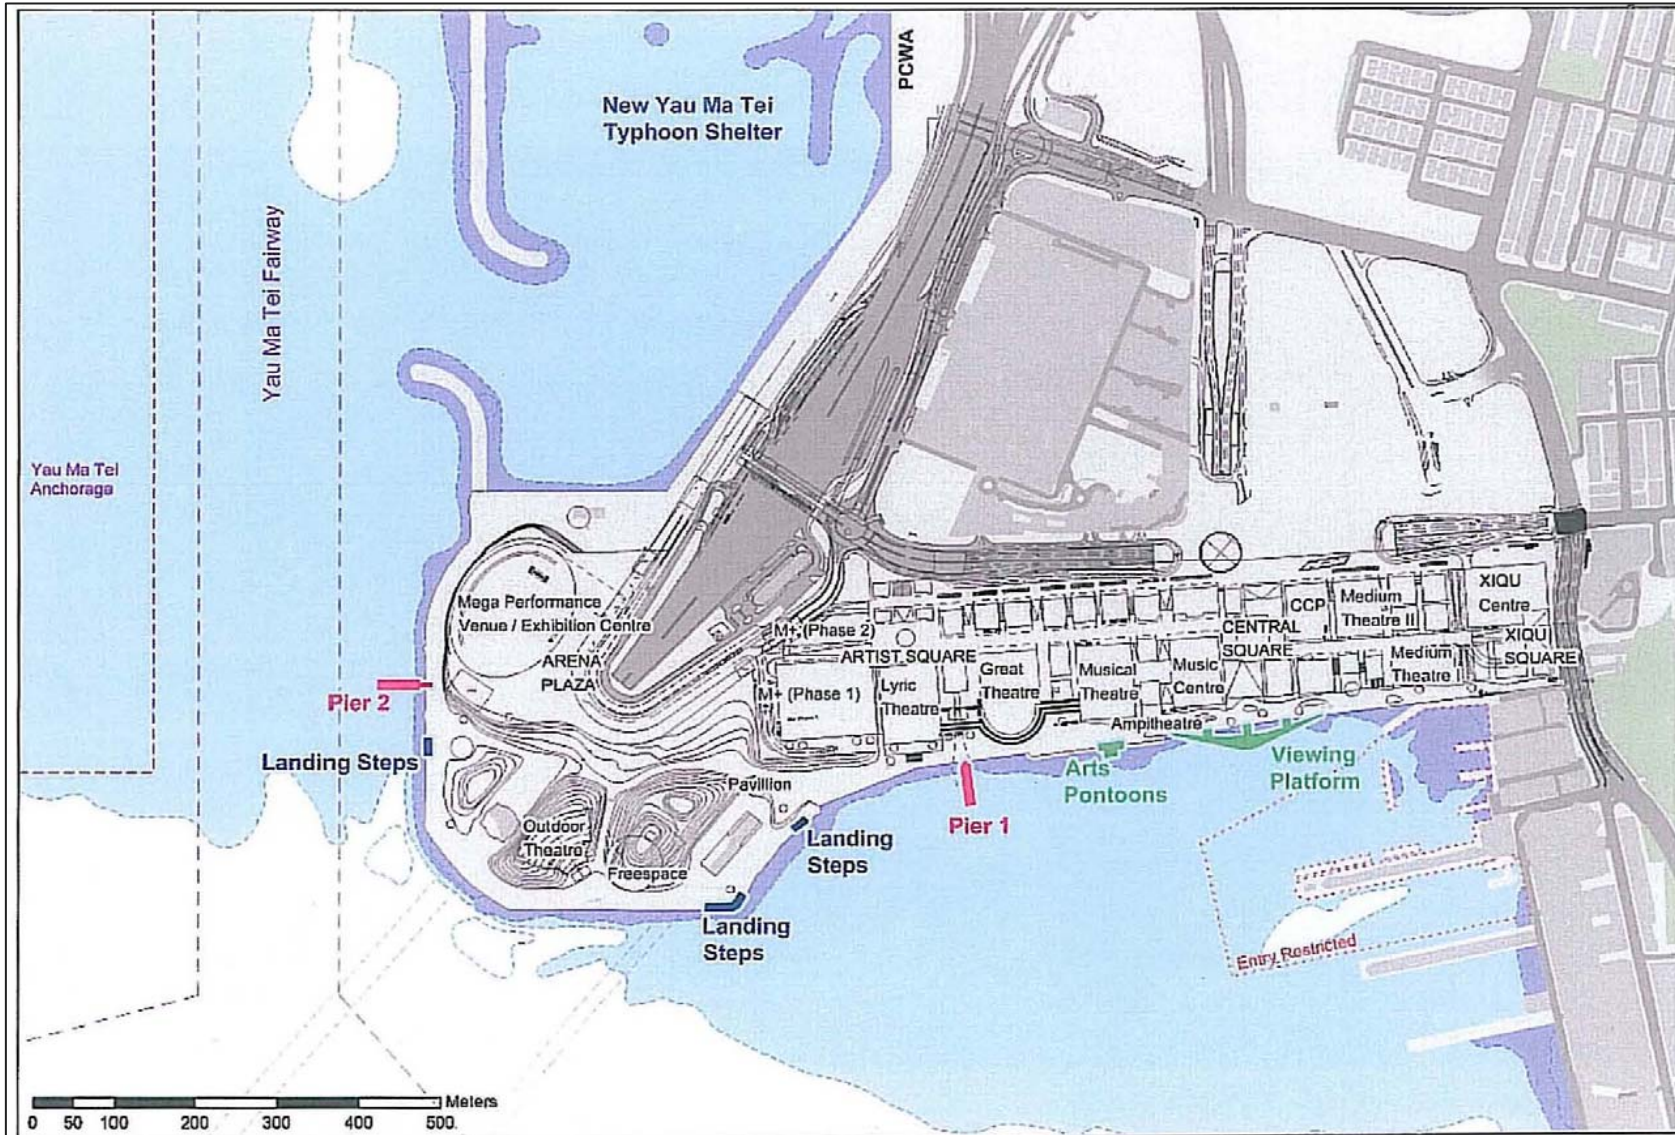 PCWA
New Yau Ma Tei
Typhoon Shelter
Yau Ma Tei Fairway
Yau Ma Tei
Anchoraga
Mega Performance
Venue / Exhibition Centre
ARENA
PLAZA
Pier 2
Landing Steps
M+ (Phase 2)
ARTIST SQUARE
M+ (Phase 1)
Lyric
Theatre
Great
Theatre
Musical
Theatre
Music
Centre
Ampitheatre
CENTRAL
SQUARE
CCP
Medium
Theatre II
Medium
Theatre I
XIQU
Centre
XIQU
SQUARE
Pavillion
Outdoor
Theatre
Freespace
Landing
Steps
Landing
Steps
Pier 1
Arts
Pontoons
Viewing
Platform
Entry Restricted
Meters
0 50 100 200 300 400 500